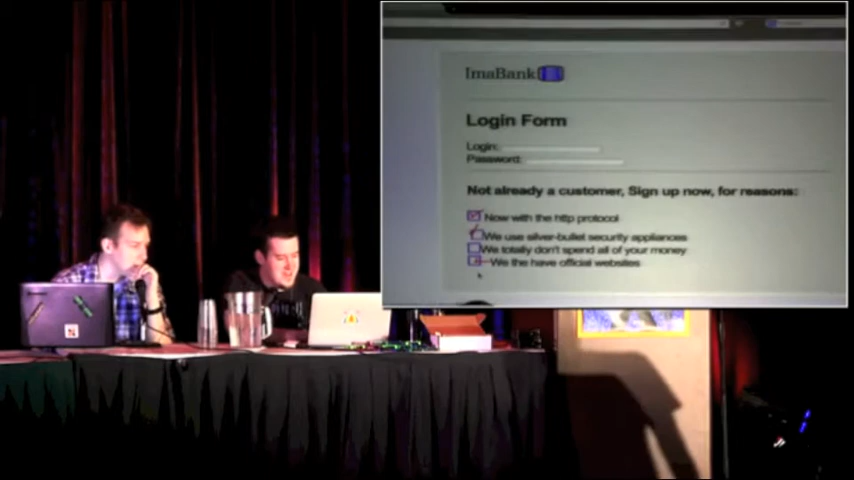 ImaBank
Login Form
Login:
Password:
Not already a customer, Sign up now, for reasons:
Now with the http protocol
We use silver-bullet security appliances
We totally don't spend all of your money
We the have official websites